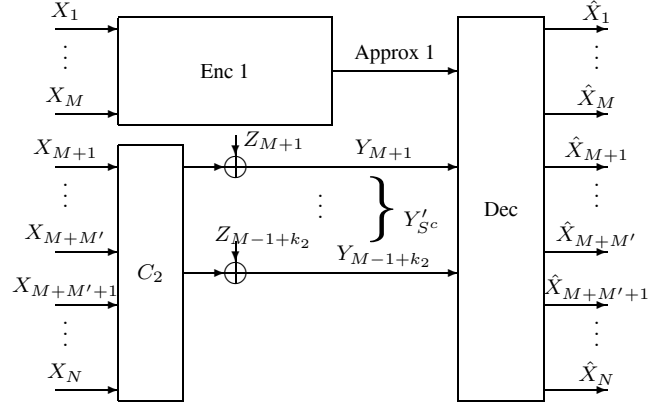 X_1
⋮
X_M
Enc 1
Approx 1
X_{M+1}
⋮
X_{M+M'}
X_{M+M'+1}
⋮
X_N
C_2
Z_{M+1}
Y_{M+1}
⋮
} Y'_{S^c}
Z_{M-1+k_2}
Y_{M-1+k_2}
Dec
\hat{X}_1
⋮
\hat{X}_M
\hat{X}_{M+1}
⋮
\hat{X}_{M+M'}
\hat{X}_{M+M'+1}
⋮
\hat{X}_N